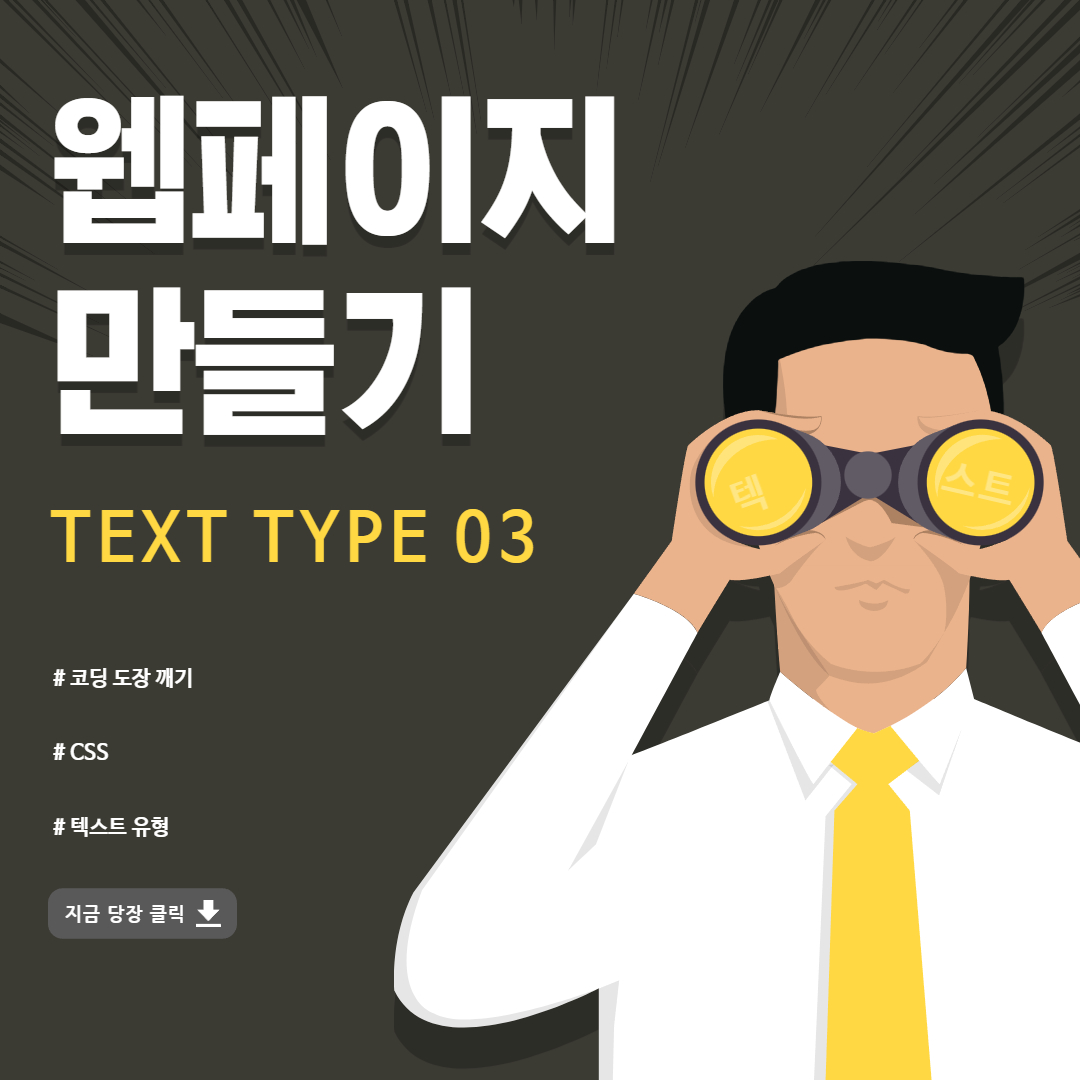 웹페이지
만들기
TEXT TYPE 03
텍 스트
# 코딩 도장 깨기
# CSS
# 텍스트 유형
지금 당장 클릭